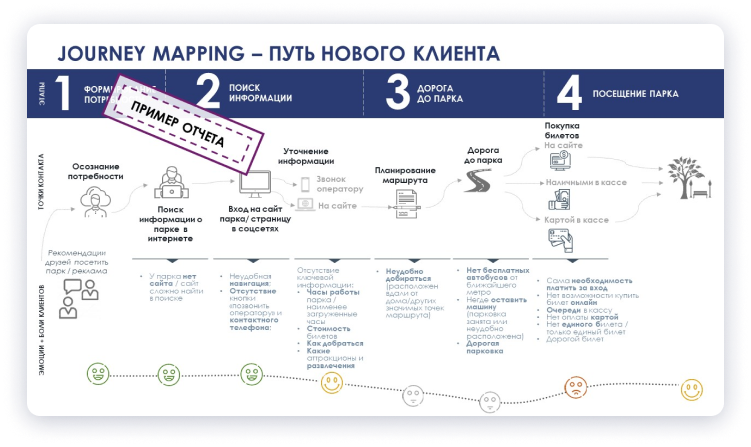 JOURNEY MAPPING – ПУТЬ НОВОГО КЛИЕНТА
ЭТАПЫ
1
2 ПОИСК
ИНФОРМАЦИИ
3 ДОРОГА
ДО ПАРКА
4 ПОСЕЩЕНИЕ ПАРКА
ПРИМЕР ОТЧЕТА
ТОЧКИ КОНТАКТА
Осознание
потребности
Поиск
информации о
парке в
интернете
Вход на сайт
парка/ страницу
в соцсетях
Уточнение
информации
Звонок
оператору
На сайте
Планирование
маршрута
Дорога
до парка
Покупка
билетов
На сайте
Наличными в кассе
Картой в кассе
Рекомендации
друзей посетить
парк / реклама
ЭМОЦИИ + БОЛИ КЛИЕНТОВ
• У парка нет
сайта / сайт
сложно найти
в поиске
• Неудобная
навигация:
• Отсутствие
кнопки
«позвонить
оператору» и
контактного
телефона:
Отсутствие
ключевой
информации:
• Часы работы
парка /
наименее
загруженные
часы
• Стоимость
билетов
• Как добраться
• Какие
аттракционы и
развлечения
• Неудобно
добираться
(расположен
вдали от
дома/других
значимых точек
маршрута)
• Нет бесплатных
автобусов от
ближайшего
метро
• Негде оставить
машину
(парковка
занята или
неудобно
расположена)
• Дорогая
парковка
• Сама необходимость
платить за вход
• Нет возможности купить
билет онлайн
• Очереди в кассу
• Нет оплаты картой
• Нет единого билета /
только единый билет
• Дорогой билет